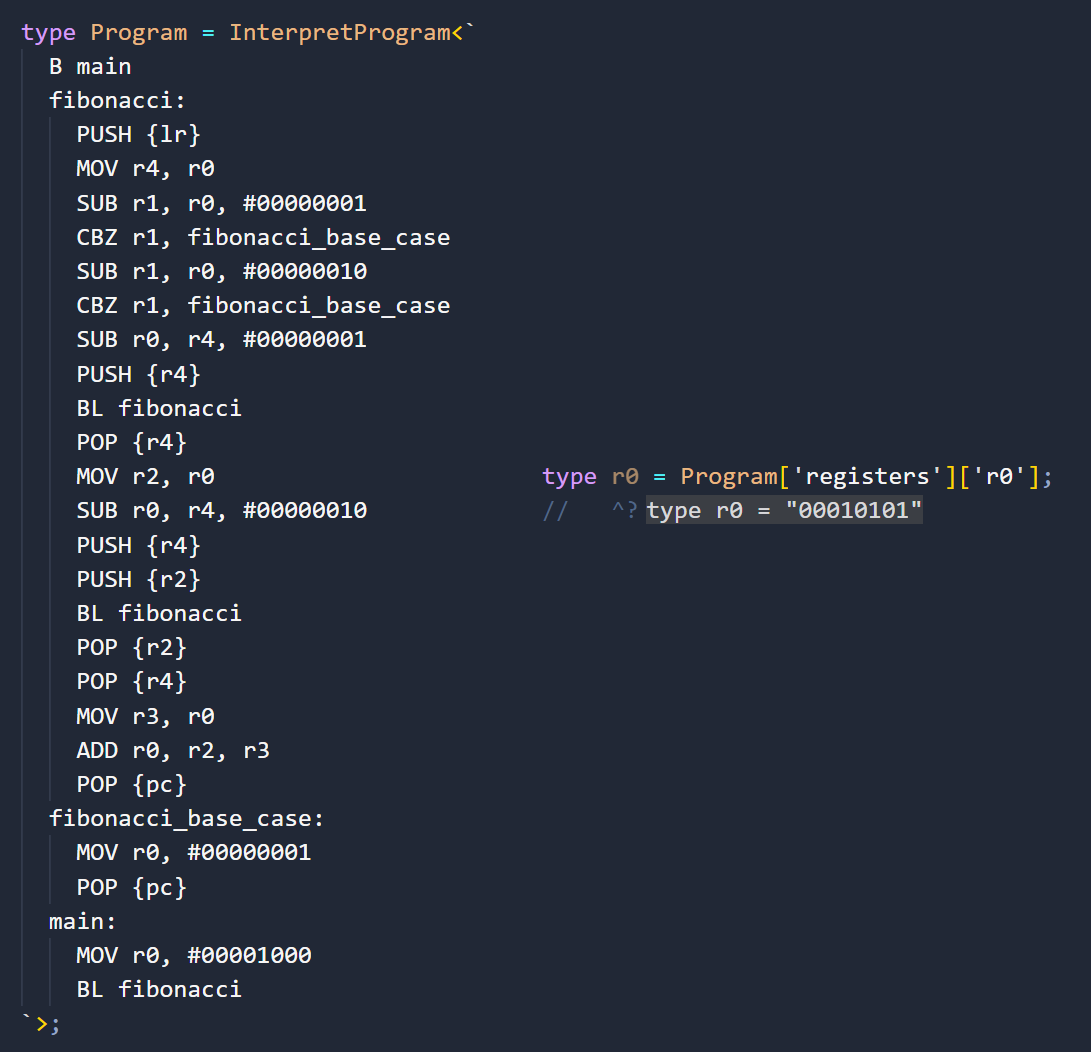 type Program = InterpretProgram<`
B main
fibonacci:
PUSH {lr}
MOV r4, r0
SUB r1, r0, #00000001
CBZ r1, fibonacci_base_case
SUB r1, r0, #00000010
CBZ r1, fibonacci_base_case
SUB r0, r4, #00000001
PUSH {r4}
BL fibonacci
POP {r4}
MOV r2, r0
SUB r0, r4, #00000010
PUSH {r4}
PUSH {r2}
BL fibonacci
POP {r2}
POP {r4}
MOV r3, r0
ADD r0, r2, r3
POP {pc}
fibonacci_base_case:
MOV r0, #00000001
POP {pc}
main:
MOV r0, #00001000
BL fibonacci
`>;
type r0 = Program['registers']['r0'];
//   ^? type r0 = "00010101"